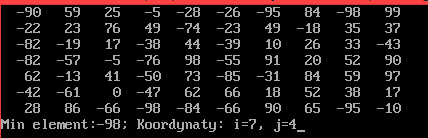 -90 59 25 -5 -28 -26 -95 84 -98 99
-22 23 76 49 -74 -23 49 -18 35 37
-82 -19 17 -38 44 -39 10 26 33 -43
-82 -57 -5 -76 98 -55 91 20 52 90
62 -13 41 -50 73 -85 -31 84 59 97
-42 -61 0 -47 62 66 18 52 38 17
28 86 -66 -98 -84 -66 90 65 -95 -10
Min element:-98; Koordynaty: i=7, j=4_